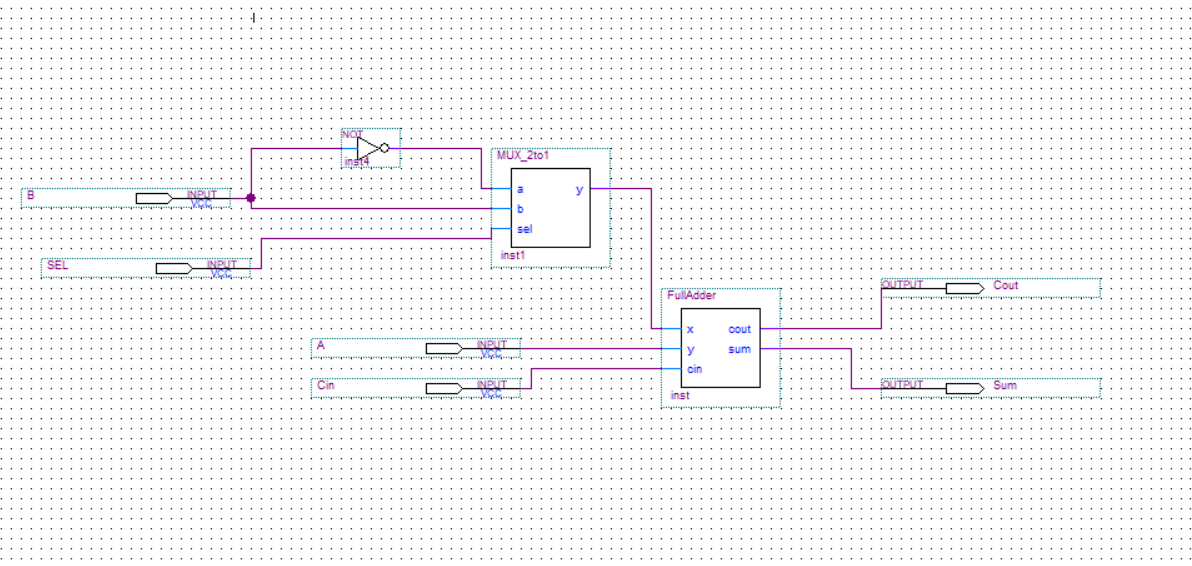 NOT
inst4
MUX_2to1
a
y
b
sel
inst1
B
INPUT
VCC
SEL
INPUT
VCC
FullAdder
x
cout
y
sum
cin
inst
A
INPUT
VCC
Cin
INPUT
VCC
OUTPUT
Cout
OUTPUT
Sum